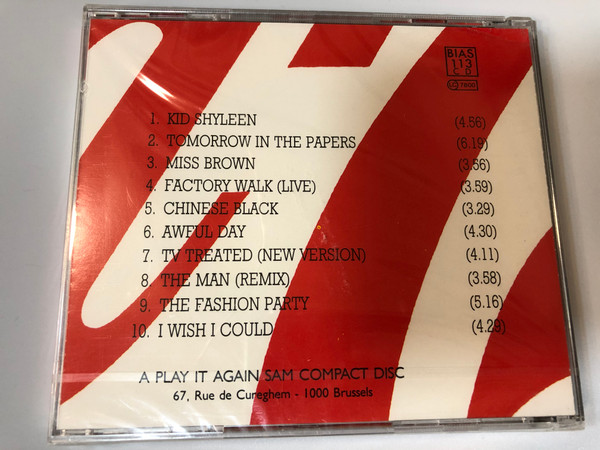 BIAS
113
CD
LC 7800
1. KID SHYLEEN (4.56)
2. TOMORROW IN THE PAPERS (6.19)
3. MISS BROWN (3.56)
4. FACTORY WALK (LIVE) (3.59)
5. CHINESE BLACK (3.29)
6. AWFUL DAY (4.30)
7. TV TREATED (NEW VERSION) (4.11)
8. THE MAN (REMIX) (3.58)
9. THE FASHION PARTY (5.16)
10. I WISH I COULD (4.29)
A PLAY IT AGAIN SAM COMPACT DISC
67, Rue de Cureghem - 1000 Brussels